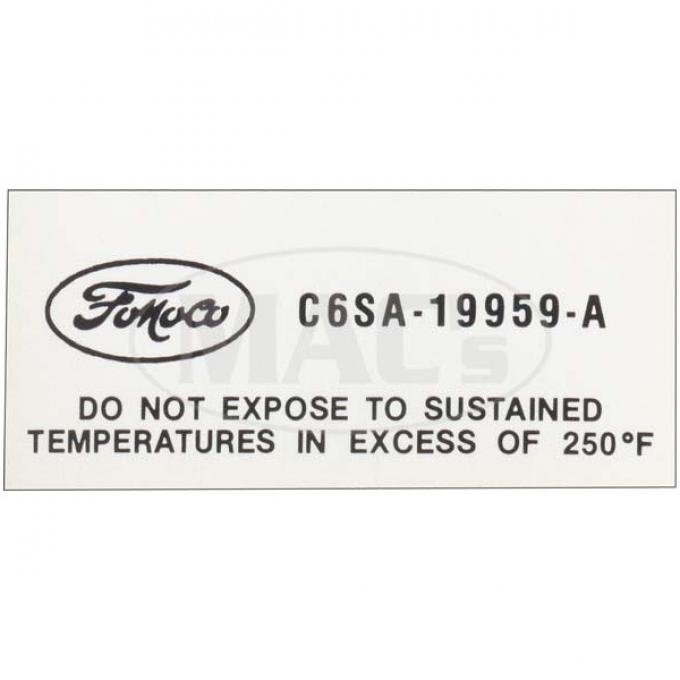 FoMoCo C6SA-19959-A
MAC's
DO NOT EXPOSE TO SUSTAINED
TEMPERATURES IN EXCESS OF 250°F